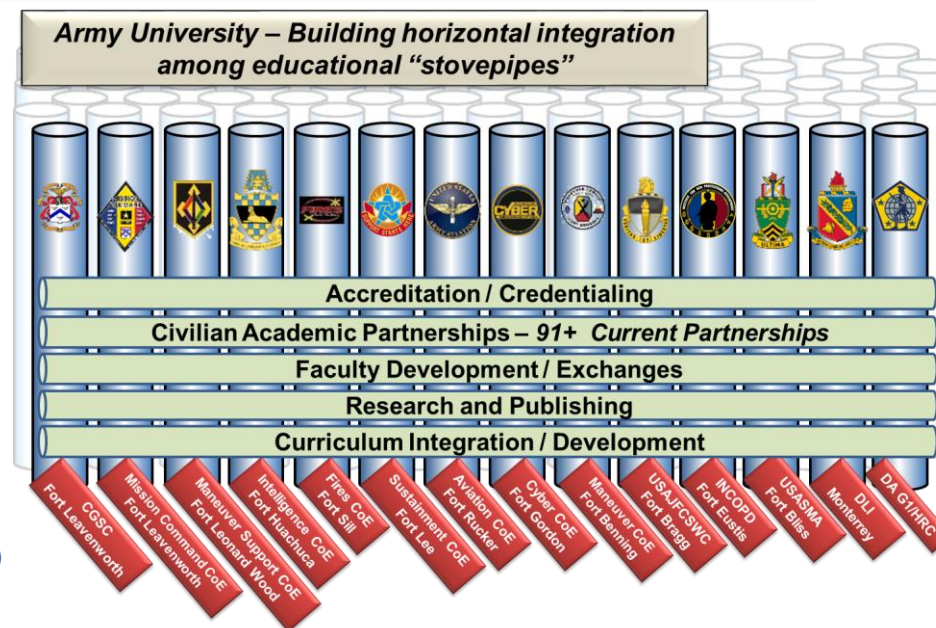 Army University – Building horizontal integration
among educational “stovepipes”
CYBER
ULTIMA
Accreditation / Credentialing
Civilian Academic Partnerships – 91+ Current Partnerships
Faculty Development / Exchanges
Research and Publishing
Curriculum Integration / Development
CGSC
Fort Leavenworth
Mission Command CoE
Fort Leavenworth
Maneuver Support CoE
Fort Leonard Wood
Intelligence CoE
Fort Huachuca
Fires CoE
Fort Sill
Sustainment CoE
Fort Lee
Aviation CoE
Fort Rucker
Cyber CoE
Fort Gordon
Maneuver CoE
Fort Benning
USAJFCSWC
Fort Bragg
INCOPD
Fort Eustis
USASMA
Fort Bliss
DLI
Monterrey
DA G1/HRC